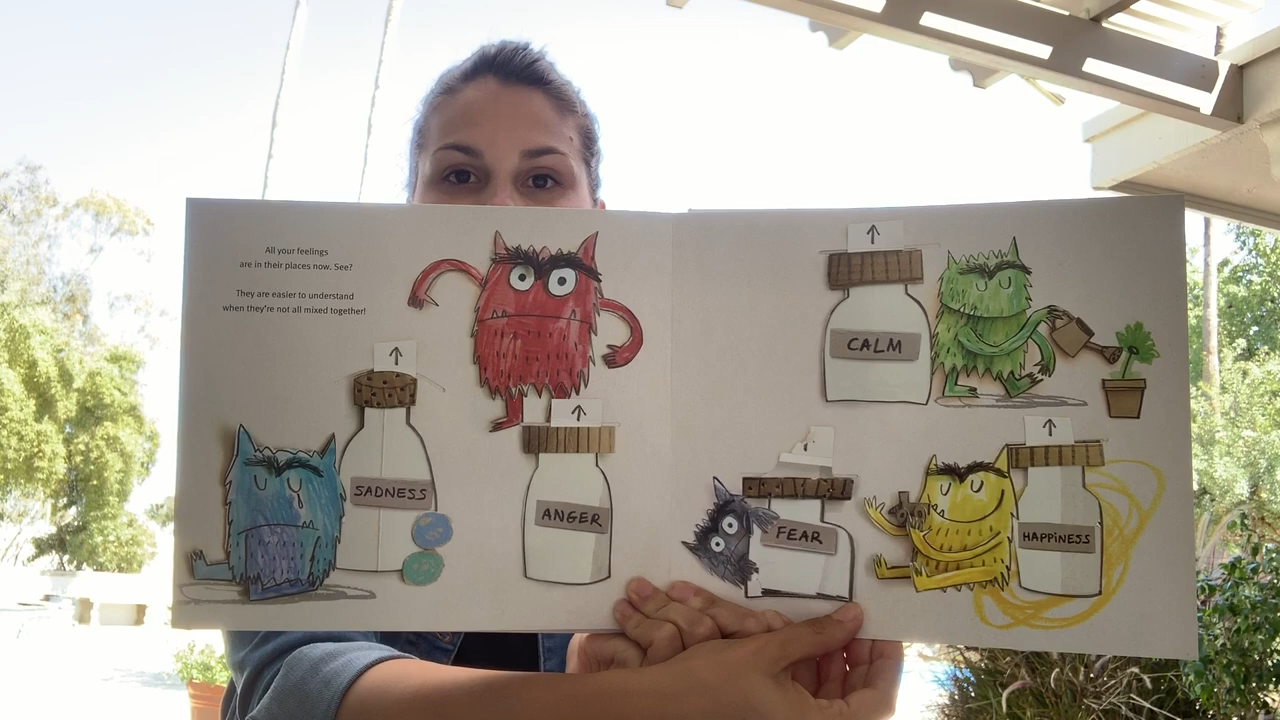 All your feelings
are in their places now. See?
They are easier to understand
when they're not all mixed together!
SADNESS
ANGER
CALM
FEAR
HAPPINESS